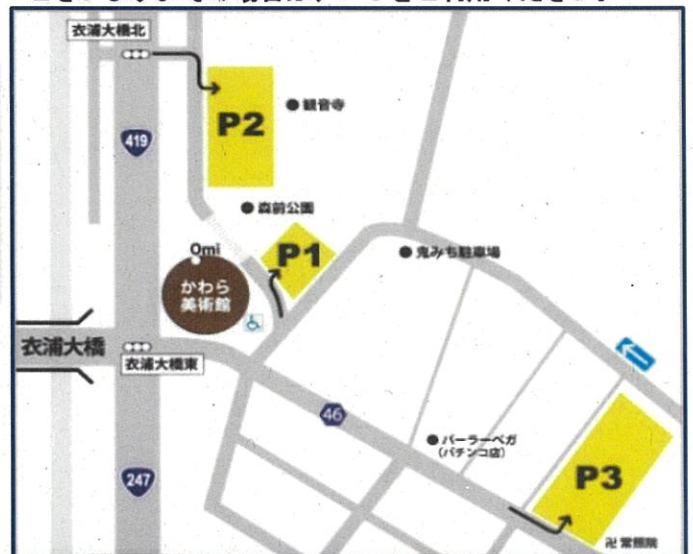 衣浦大橋北
P2
● 観音寺
419
● 森前公園
P1
Omi
● 鬼みち駐車場
かわら
美術館
衣浦大橋
衣浦大橋東
46
● パーラーベガ
(パチンコ店)
P3
247
卍 常照院